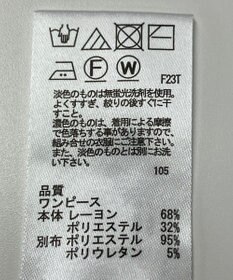 F
W
F23T
淡色のものは無蛍光洗剤を使用。
よくすすぎ、絞りの後すぐに干
すこと。
濃色のものは、着用による摩擦
で色落ちする事がありますので、
組み合せの衣服にご注意下さい。
また、淡色のものとは別にお洗
い下さい。
105
品質
ワンピース
本体 レーヨン 68%
ポリエステル 32%
別布 ポリエステル 95%
ポリウレタン 5%